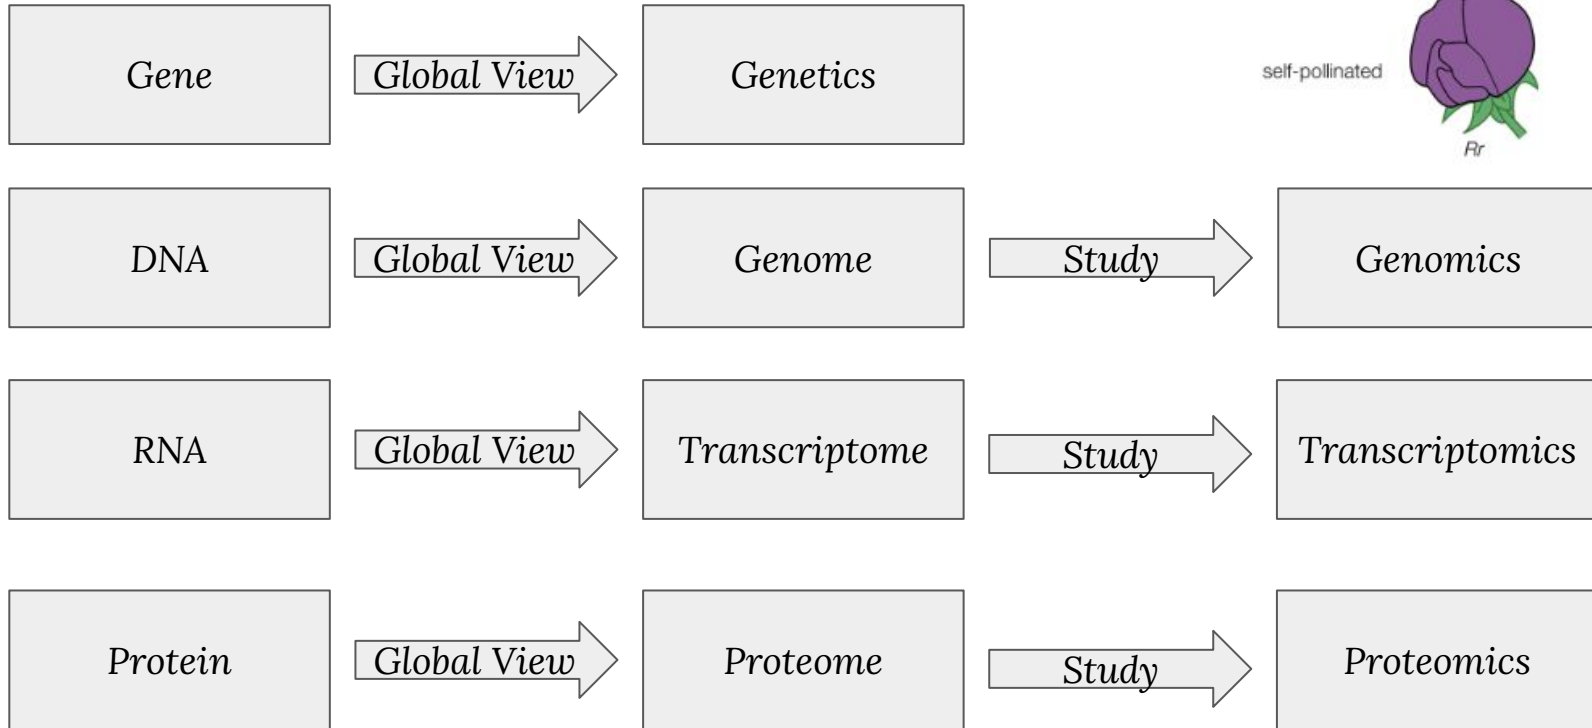 Gene
Global View
Genetics
self-pollinated
Rr
DNA
Global View
Genome
Study
Genomics
RNA
Global View
Transcriptome
Study
Transcriptomics
Protein
Global View
Proteome
Study
Proteomics